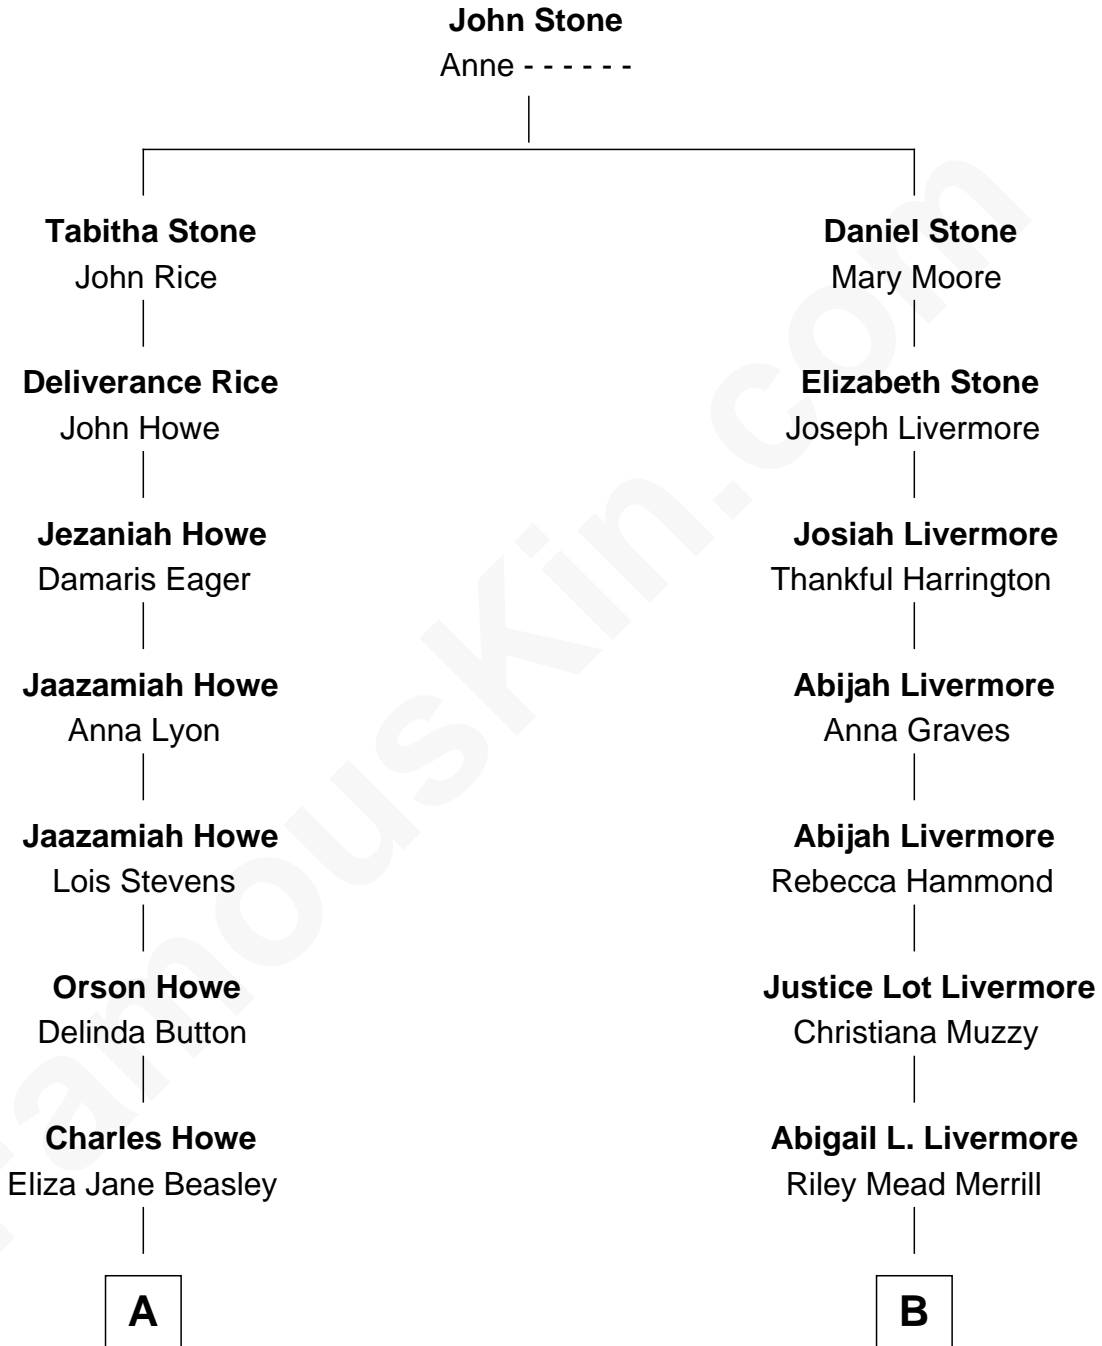 John Stone
Anne - - - - - -
Tabitha Stone
John Rice
Daniel Stone
Mary Moore
Deliverance Rice
John Howe
Elizabeth Stone
Joseph Livermore
Jezaniah Howe
Damaris Eager
Josiah Livermore
Thankful Harrington
Jaazamiah Howe
Anna Lyon
Abijah Livermore
Anna Graves
Jaazamiah Howe
Lois Stevens
Abijah Livermore
Rebecca Hammond
Orson Howe
Delinda Button
Justice Lot Livermore
Christiana Muzzy
Charles Howe
Eliza Jane Beasley
Abigail L. Livermore
Riley Mead Merrill
A
B
FamousKin.com